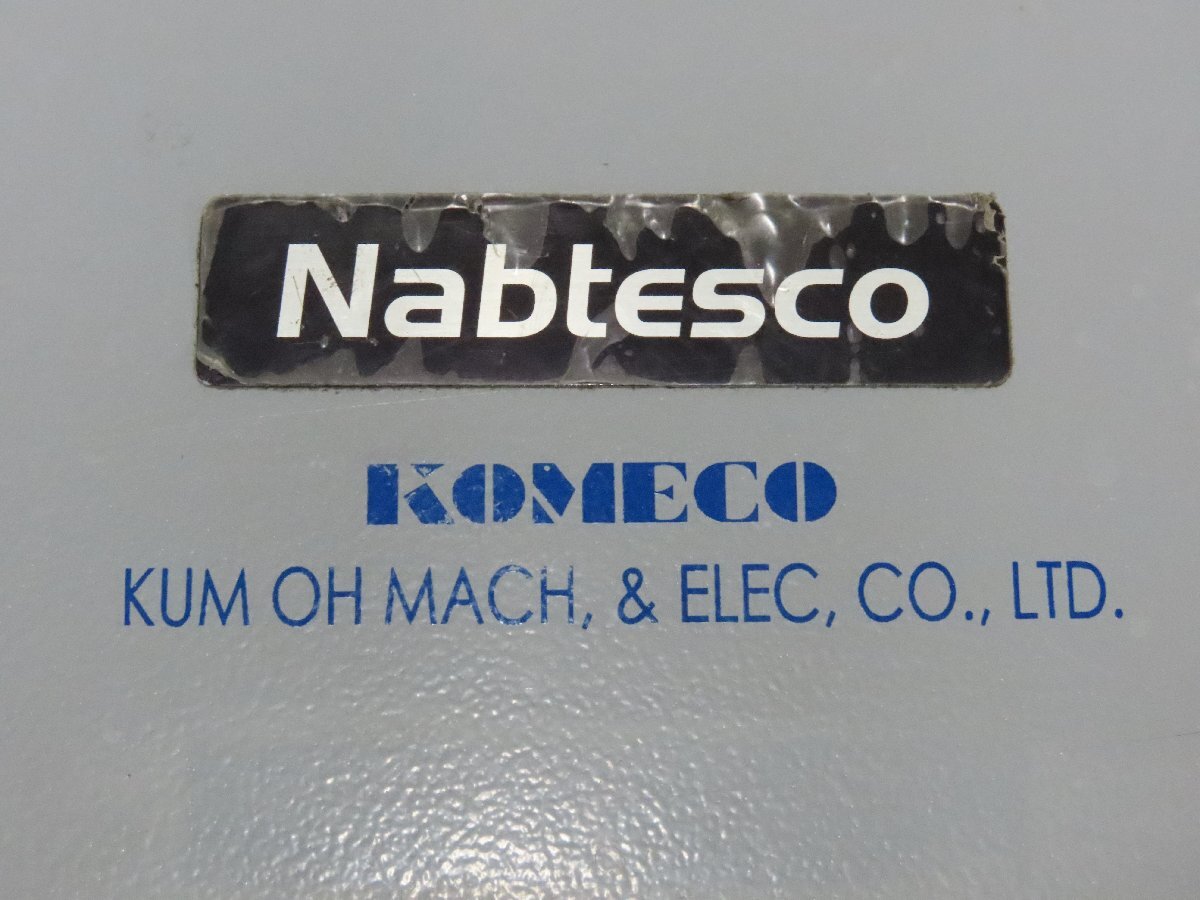 Nabtesco
KOMECO
KUM OH MACH, & ELEC, CO., LTD.